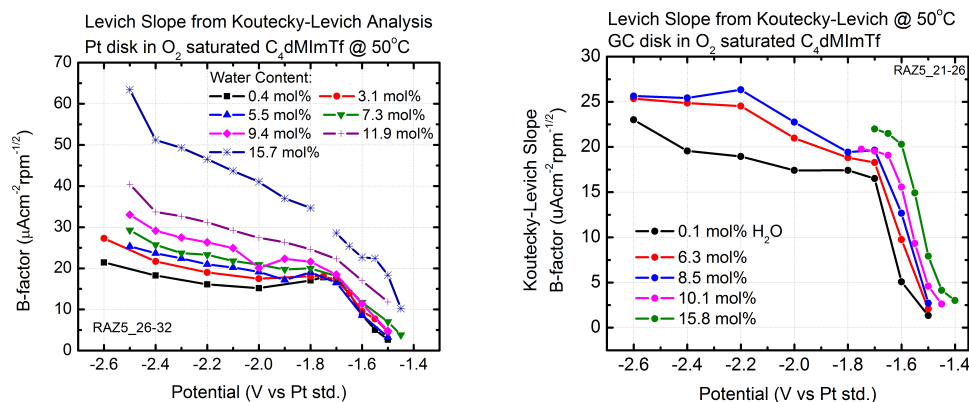 Levich Slope from Koutecky-Levich Analysis
Pt disk in O₂ saturated C₄dMImTf @ 50°C
70
60
50
40
30
20
10
0
B-factor (μAcm⁻²rpm⁻¹ᐟ²)
Water Content:
0.4 mol% 3.1 mol%
5.5 mol% 7.3 mol%
9.4 mol% 11.9 mol%
15.7 mol%
RAZ5_26-32
-2.6 -2.4 -2.2 -2.0 -1.8 -1.6 -1.4
Potential (V vs Pt std.)
Levich Slope from Koutecky-Levich @ 50°C
GC disk in O₂ saturated C₄dMImTf
RAZ5_21-26
30
25
20
15
10
5
0
Koutecky-Levich Slope
B-factor (uAcm⁻²rpm⁻¹ᐟ²)
0.1 mol% H₂O
6.3 mol%
8.5 mol%
10.1 mol%
15.8 mol%
-2.6 -2.4 -2.2 -2.0 -1.8 -1.6 -1.4
Potential (V vs Pt std.)